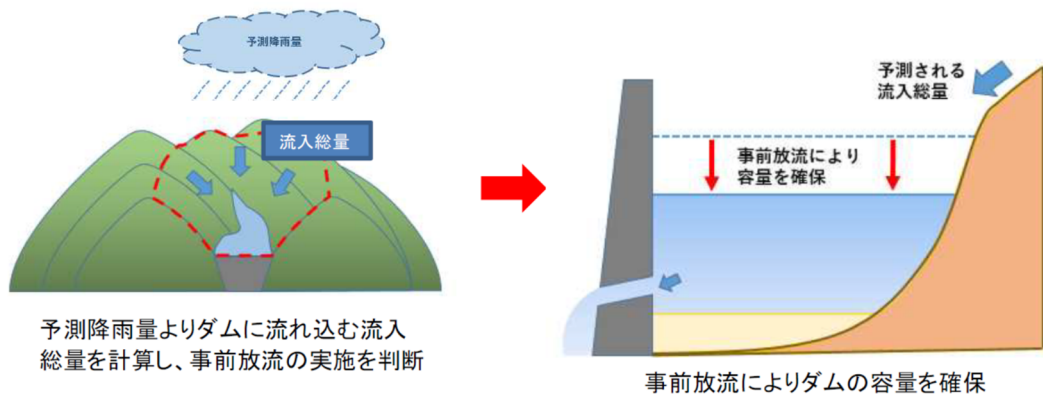 予測降雨量
流入総量
予測降雨量よりダムに流れ込む流入
総量を計算し、事前放流の実施を判断
予測される
流入総量
事前放流により
容量を確保
事前放流によりダムの容量を確保